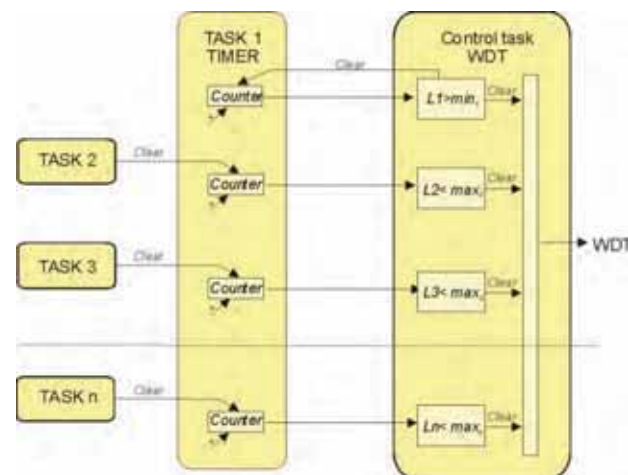 TASK 1
TIMER
Control task
WDT
Clear
Counter
L1>min,
Clear
TASK 2
Clear
Counter
L2< max,
Clear
WDT
TASK 3
Clear
Counter
L3< max,
Clear
TASK n
Clear
Counter
Ln< max,
Clear